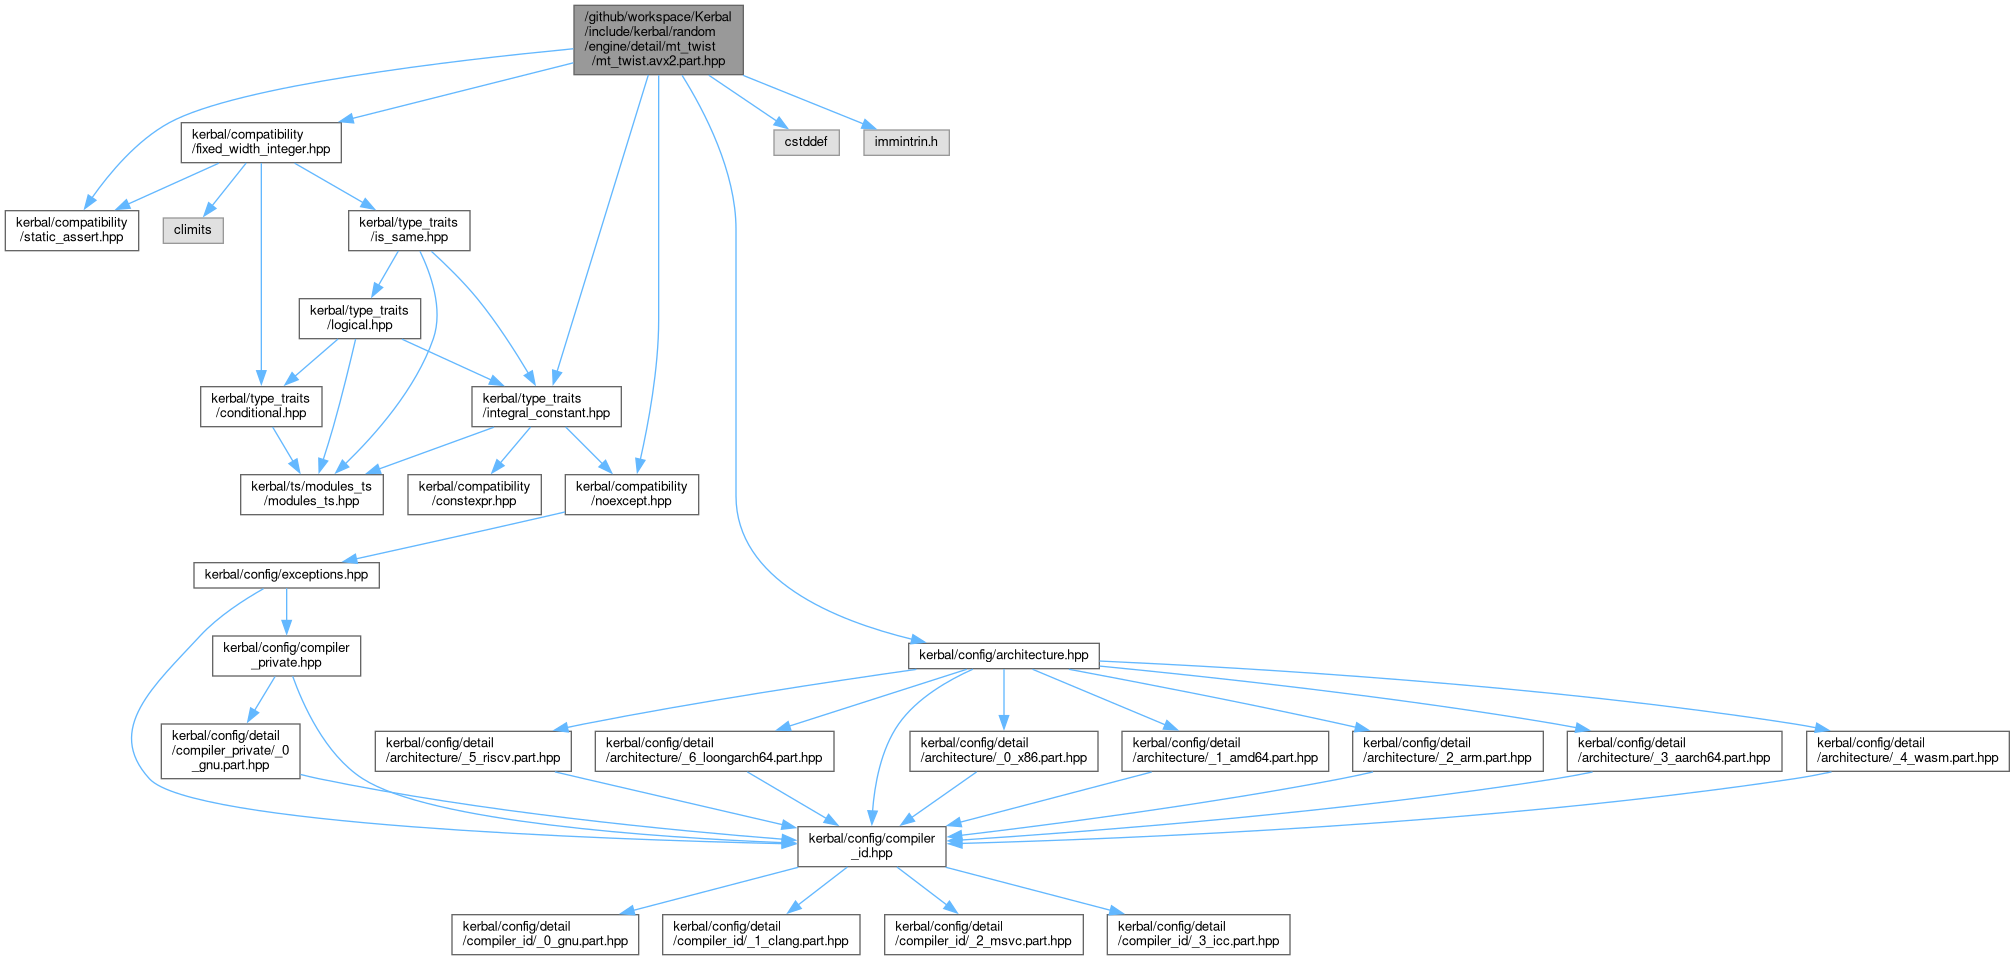 /github/workspace/Kerbal
/include/kerbal/random
/engine/detail/mt_twist
/mt_twist.avx2.part.hpp
kerbal/compatibility
/fixed_width_integer.hpp
cstddef
immintrin.h
kerbal/compatibility
/static_assert.hpp
climits
kerbal/type_traits
/is_same.hpp
kerbal/type_traits
/logical.hpp
kerbal/type_traits
/conditional.hpp
kerbal/type_traits
/integral_constant.hpp
kerbal/ts/modules_ts
/modules_ts.hpp
kerbal/compatibility
/constexpr.hpp
kerbal/compatibility
/noexcept.hpp
kerbal/config/exceptions.hpp
kerbal/config/compiler
_private.hpp
kerbal/config/architecture.hpp
kerbal/config/detail
/compiler_private/_0
_gnu.part.hpp
kerbal/config/detail
/architecture/_5_riscv.part.hpp
kerbal/config/detail
/architecture/_6_loongarch64.part.hpp
kerbal/config/detail
/architecture/_0_x86.part.hpp
kerbal/config/detail
/architecture/_1_amd64.part.hpp
kerbal/config/detail
/architecture/_2_arm.part.hpp
kerbal/config/detail
/architecture/_3_aarch64.part.hpp
kerbal/config/detail
/architecture/_4_wasm.part.hpp
kerbal/config/compiler
_id.hpp
kerbal/config/detail
/compiler_id/_0_gnu.part.hpp
kerbal/config/detail
/compiler_id/_1_clang.part.hpp
kerbal/config/detail
/compiler_id/_2_msvc.part.hpp
kerbal/config/detail
/compiler_id/_3_icc.part.hpp